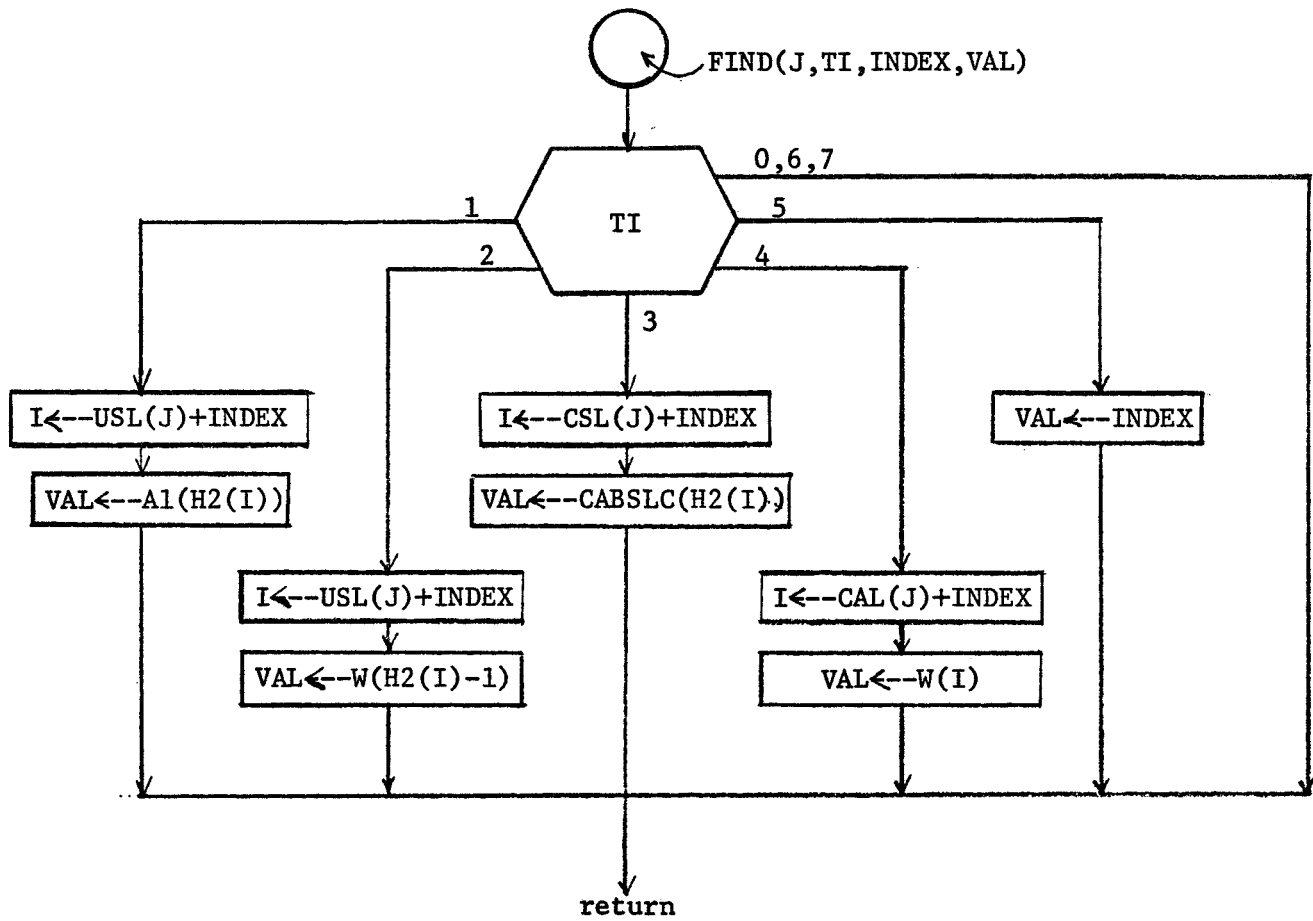 FIND(J,TI,INDEX,VAL)
0,6,7
1
TI
5
2
4
3
I<--USL(J)+INDEX
I<--CSL(J)+INDEX
VAL<--INDEX
VAL<--A1(H2(I))
VAL<--CABSLC(H2(I))
I<--USL(J)+INDEX
I<--CAL(J)+INDEX
VAL<--W(H2(I)-1)
VAL<--W(I)
return